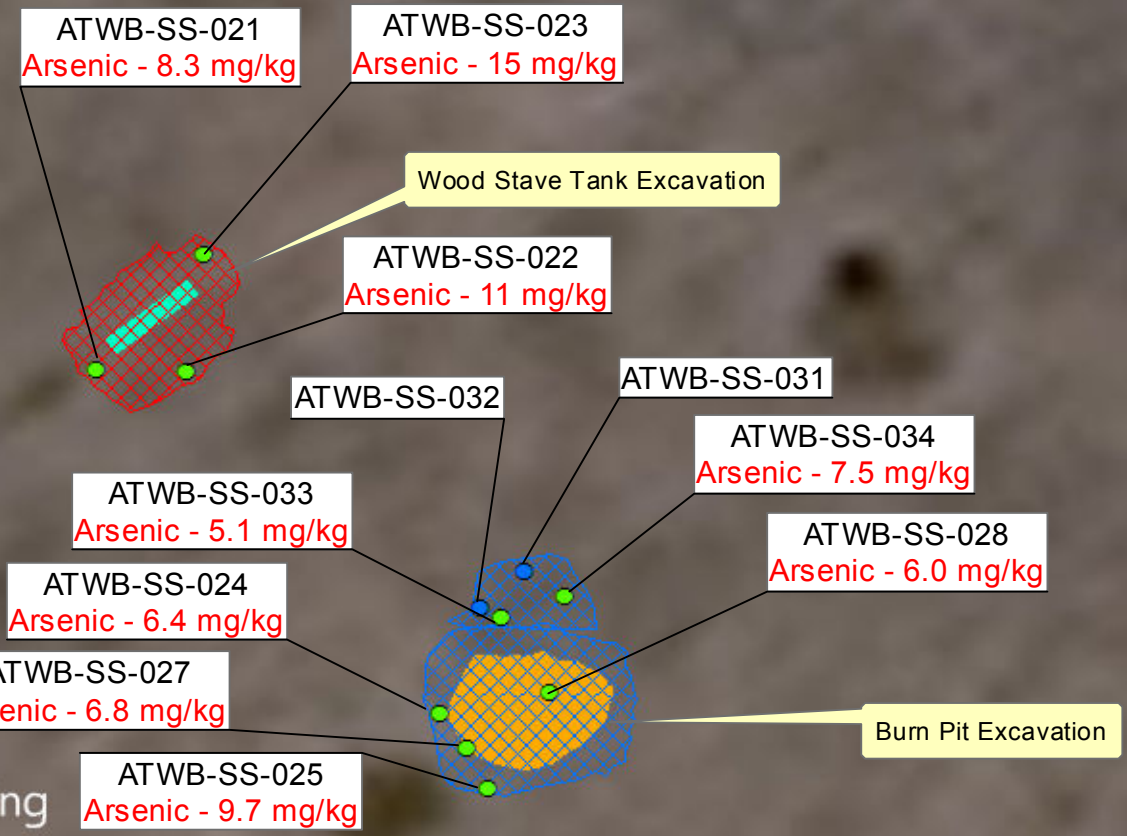 ATWB-SS-021
Arsenic - 8.3 mg/kg
ATWB-SS-023
Arsenic - 15 mg/kg
Wood Stave Tank Excavation
ATWB-SS-022
Arsenic - 11 mg/kg
ATWB-SS-032
ATWB-SS-031
ATWB-SS-034
Arsenic - 7.5 mg/kg
ATWB-SS-033
Arsenic - 5.1 mg/kg
ATWB-SS-028
Arsenic - 6.0 mg/kg
ATWB-SS-024
Arsenic - 6.4 mg/kg
ATWB-SS-027
enic - 6.8 mg/kg
Burn Pit Excavation
ATWB-SS-025
Arsenic - 9.7 mg/kg
ng